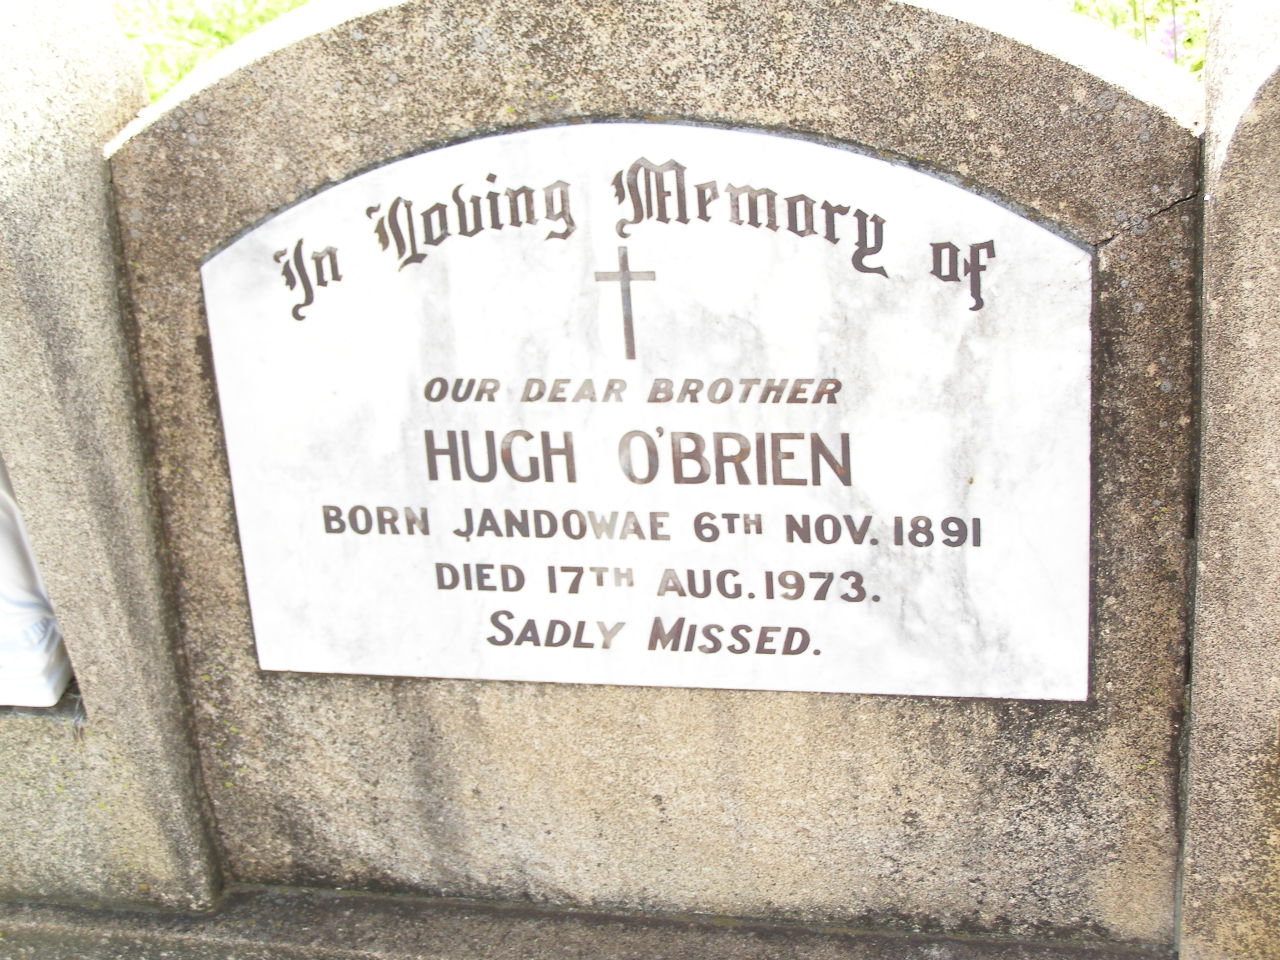 In Loving Memory of
OUR DEAR BROTHER
HUGH O'BRIEN
BORN JANDOWAE 6TH NOV. 1891
DIED 17TH AUG. 1973.
SADLY MISSED.